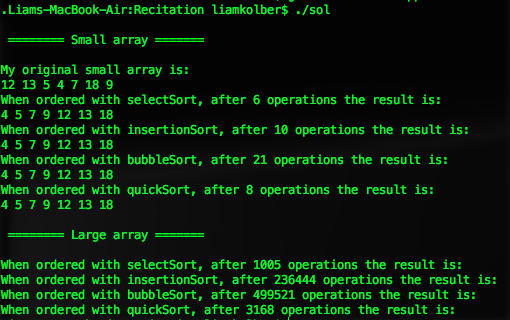 .Liams-MacBook-Air:Recitation liamkolber$ ./sol
======== Small array =======
My original small array is:
12 13 5 4 7 18 9
When ordered with selectSort, after 6 operations the result is:
4 5 7 9 12 13 18
When ordered with insertionSort, after 10 operations the result is:
4 5 7 9 12 13 18
When ordered with bubbleSort, after 21 operations the result is:
4 5 7 9 12 13 18
When ordered with quickSort, after 8 operations the result is:
4 5 7 9 12 13 18
======== Large array =======
When ordered with selectSort, after 1005 operations the result is:
When ordered with insertionSort, after 236444 operations the result is:
When ordered with bubbleSort, after 499521 operations the result is:
When ordered with quickSort, after 3168 operations the result is: